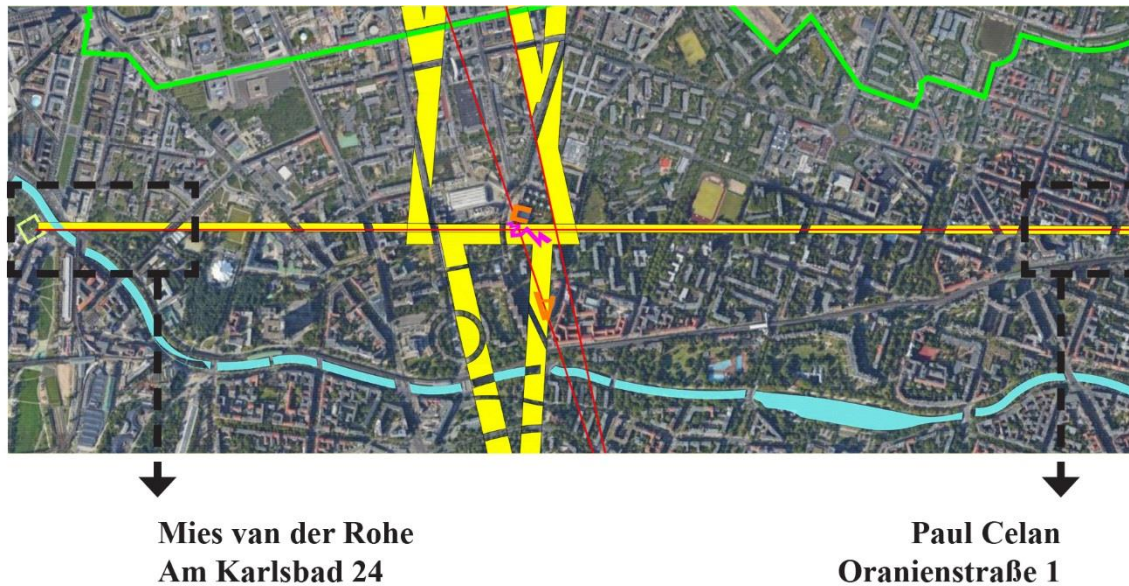 Mies van der Rohe
Am Karlsbad 24
Paul Celan
Oranienstraße 1